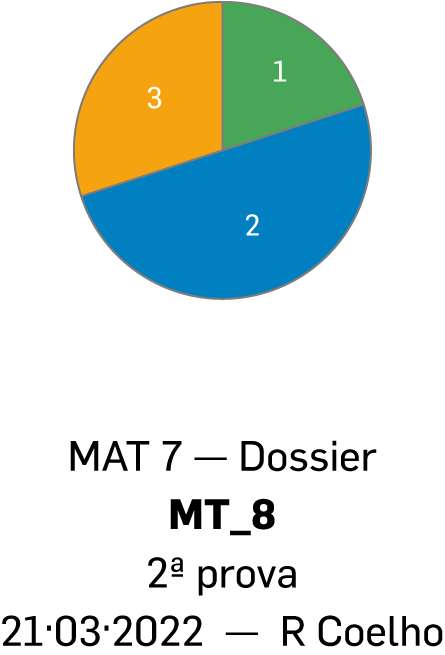 1
3
2
MAT 7 — Dossier
MT_8
2ª prova
21·03·2022 — R Coelho